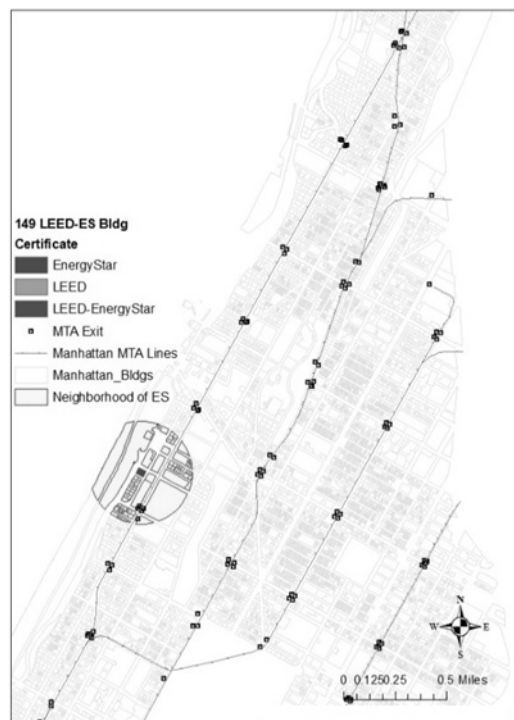 149 LEED-ES Bldg
Certificate
EnergyStar
LEED
LEED-EnergyStar
MTA Exit
Manhattan MTA Lines
Manhattan_Bldgs
Neighborhood of ES
N
W E
S
0 0.125 0.25 0.5 Miles